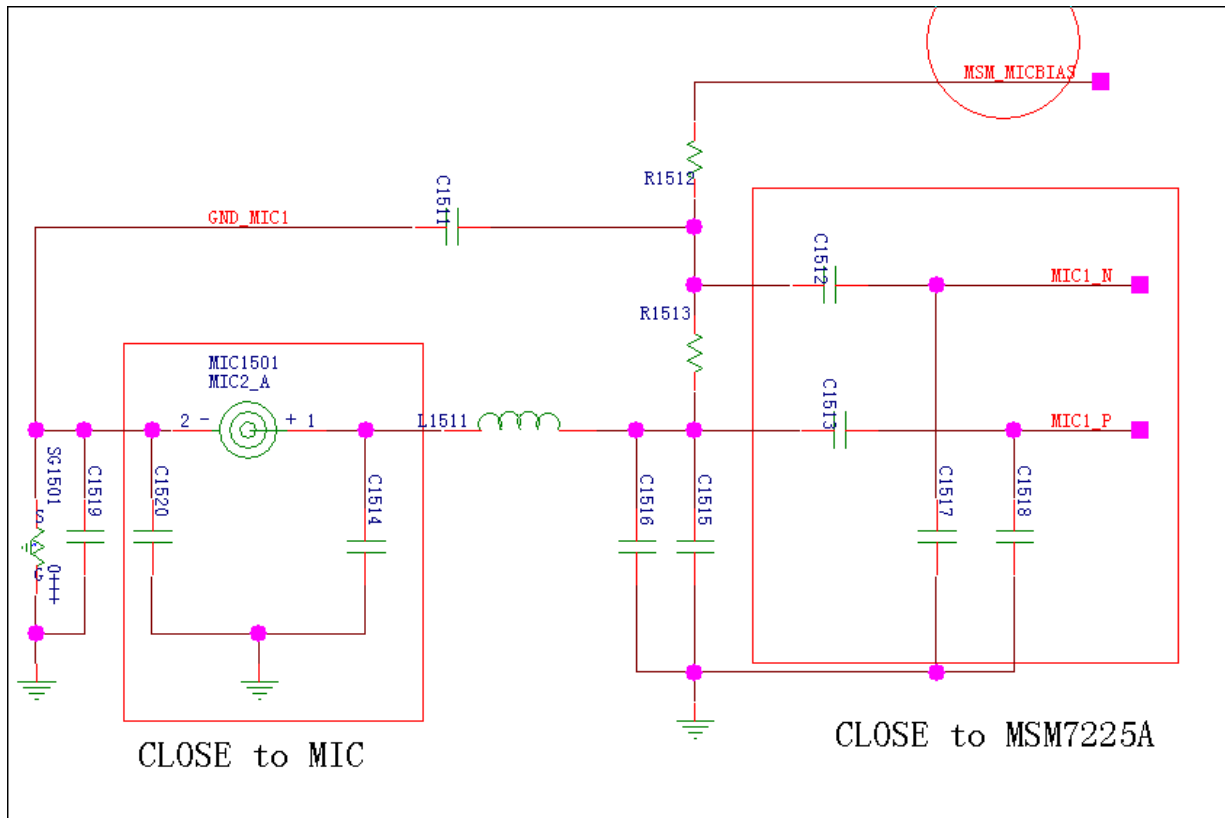 MSM_MICBIAS
R1512
C1511
GND_MIC1
C1512
MIC1_N
R1513
MIC1501
MIC2_A
2 -
+ 1
L1511
C1513
MIC1_P
SG1501
C1519
C1520
C1514
C1516
C1515
C1517
C1518
S
G
CLOSE to MIC
CLOSE to MSM7225A